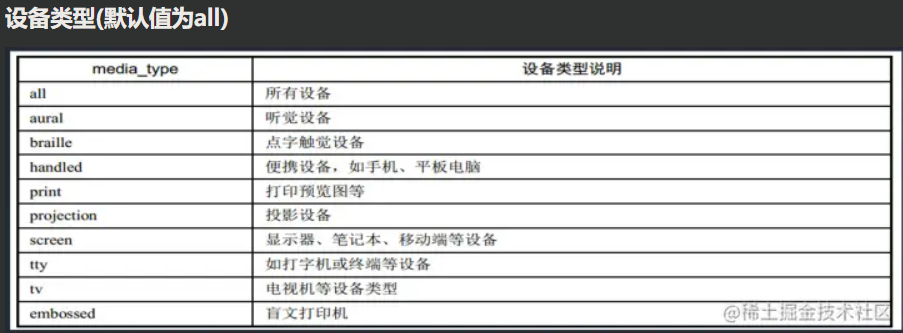 设备类型(默认值为all)
media_type 设备类型说明
all 所有设备
aural 听觉设备
braille 点字触觉设备
handled 便携设备，如手机、平板电脑
print 打印预览图等
projection 投影设备
screen 显示器、笔记本、移动端等设备
tty 如打字机或终端等设备
tv 电视机等设备类型
embossed 盲文打印机
@稀土掘金技术社区